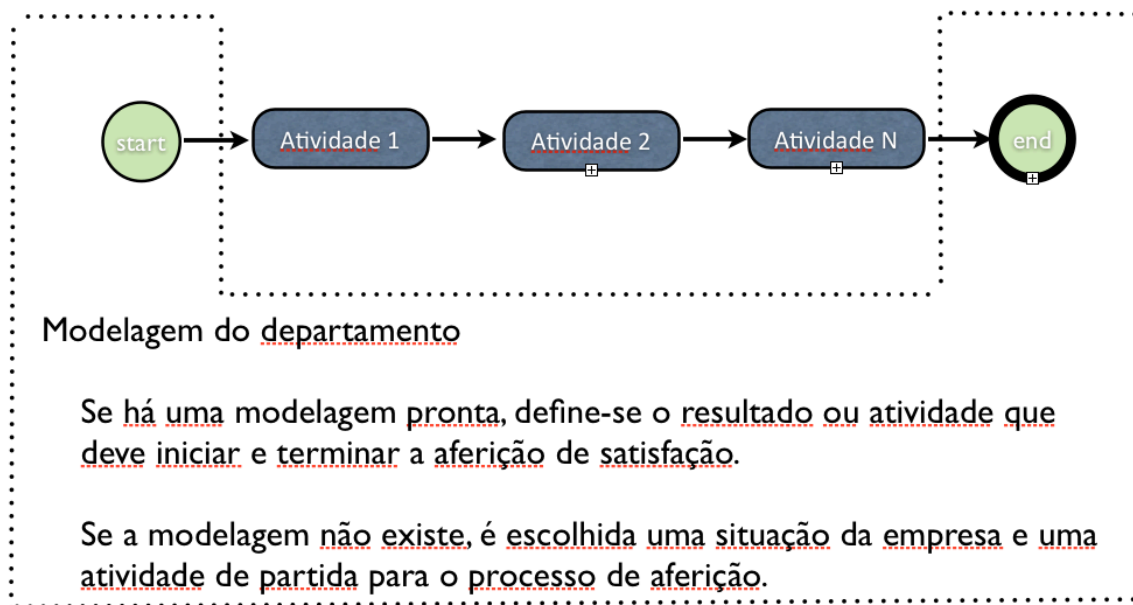 start
Atividade 1
Atividade 2
Atividade N
end
Modelagem do departamento
Se há uma modelagem pronta, define-se o resultado ou atividade que
deve iniciar e terminar a aferição de satisfação.
Se a modelagem não existe, é escolhida uma situação da empresa e uma
atividade de partida para o processo de aferição.